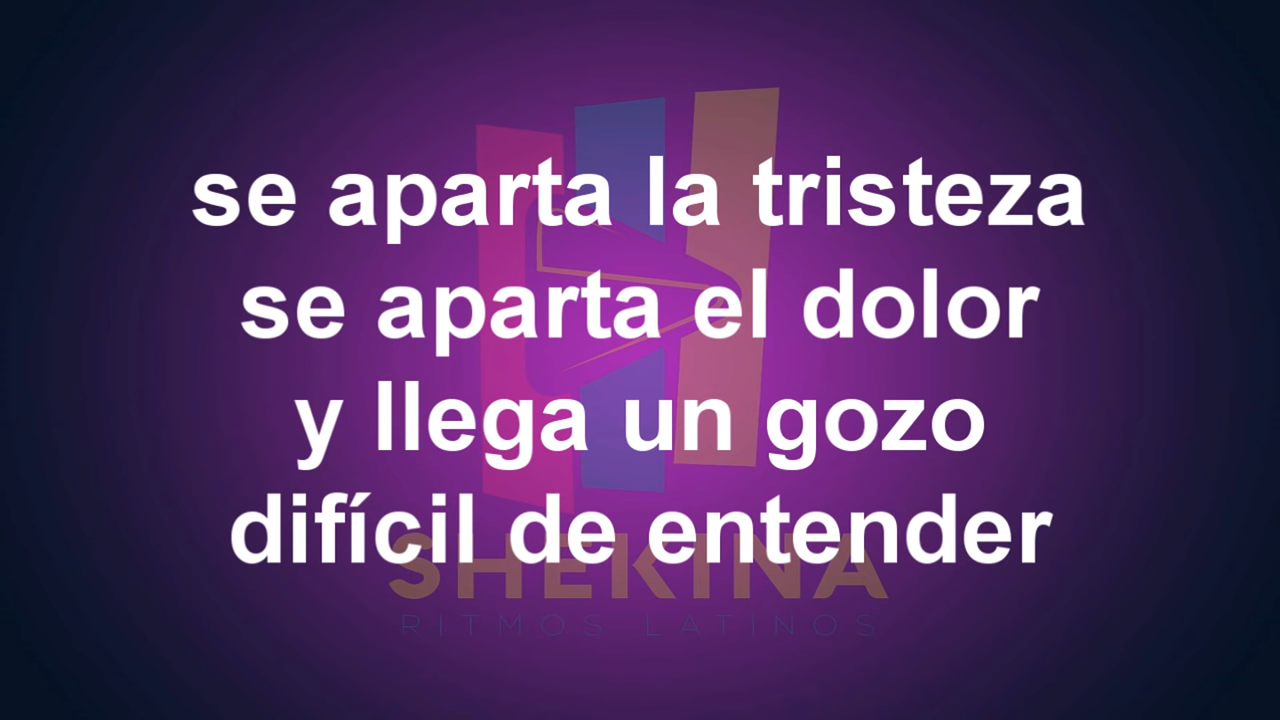 se aparta la tristeza
se aparta el dolor
y llega un gozo
difícil de entender
SHEKINA
RITMOS LATINOS